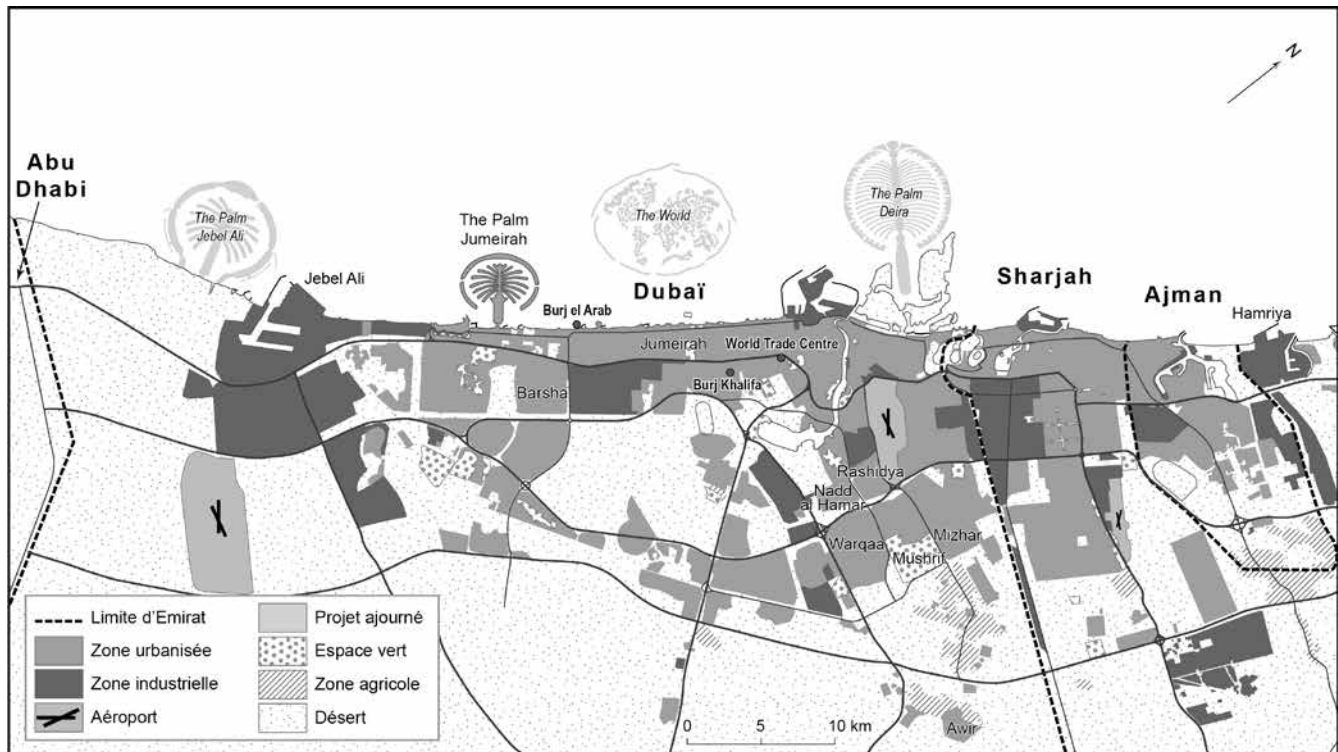 N
Abu
Dhabi
The Palm
Jebel Ali
Jebel Ali
The Palm
Jumeirah
Burj el Arab
The World
Dubaï
The Palm
Deira
Sharjah
Ajman
Hamriya
Jumeirah
World Trade Centre
Burj Khalifa
Barsha
Rashidya
Nadd
al Hamar
Warqaa
Mizhar
Mushrif
Awir
Limite d'Emirat
Zone urbanisée
Zone industrielle
Aéroport
Projet ajourné
Espace vert
Zone agricole
Désert
0 5 10 km